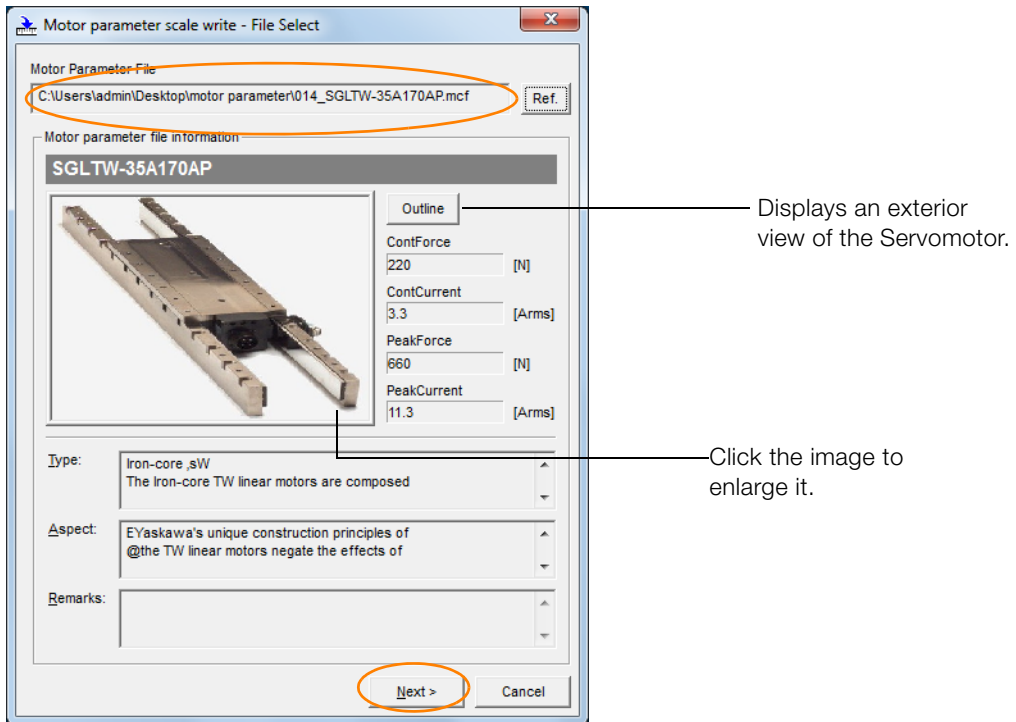 Motor parameter scale write - File Select
Motor Parameter File
C:\Users\admin\Desktop\motor parameter\014_SGLTW-35A170AP.mcf
Ref.
Motor parameter file information
SGLTW-35A170AP
Outline
Displays an exterior
view of the Servomotor.
ContForce
220 [N]
ContCurrent
3.3 [Arms]
PeakForce
660 [N]
PeakCurrent
11.3 [Arms]
Click the image to
enlarge it.
Type:
Iron-core ,sW
The Iron-core TW linear motors are composed
Aspect:
EYaskawa's unique construction principles of
@the TW linear motors negate the effects of
Remarks:
Next >
Cancel